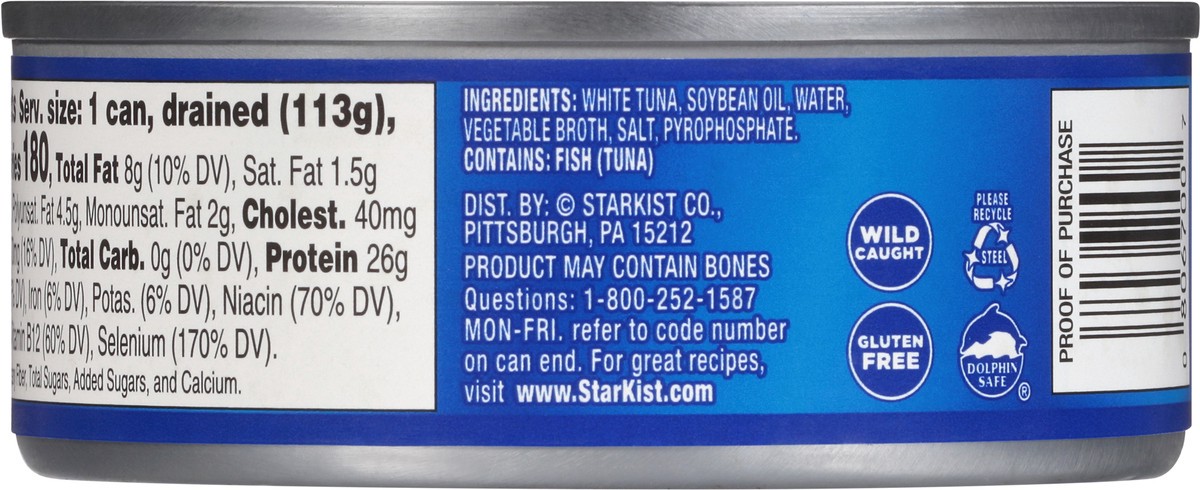 Serv. size: 1 can, drained (113g),
180, Total Fat 8g (10% DV), Sat. Fat 1.5g
Polyunsat. Fat 4.5g, Monounsat. Fat 2g, Cholest. 40mg
(16% DV), Total Carb. 0g (0% DV), Protein 26g
DV), Iron (6% DV), Potas. (6% DV), Niacin (70% DV),
B12 (60% DV), Selenium (170% DV).
Fiber, Total Sugars, Added Sugars, and Calcium.
INGREDIENTS: WHITE TUNA, SOYBEAN OIL, WATER,
VEGETABLE BROTH, SALT, PYROPHOSPHATE.
CONTAINS: FISH (TUNA)
DIST. BY: © STARKIST CO.,
PITTSBURGH, PA 15212
PRODUCT MAY CONTAIN BONES
Questions: 1-800-252-1587
MON-FRI. refer to code number
on can end. For great recipes,
visit www.StarKist.com
WILD
CAUGHT
GLUTEN
FREE
PLEASE
RECYCLE
STEEL
DOLPHIN
SAFE
®
PROOF OF PURCHASE